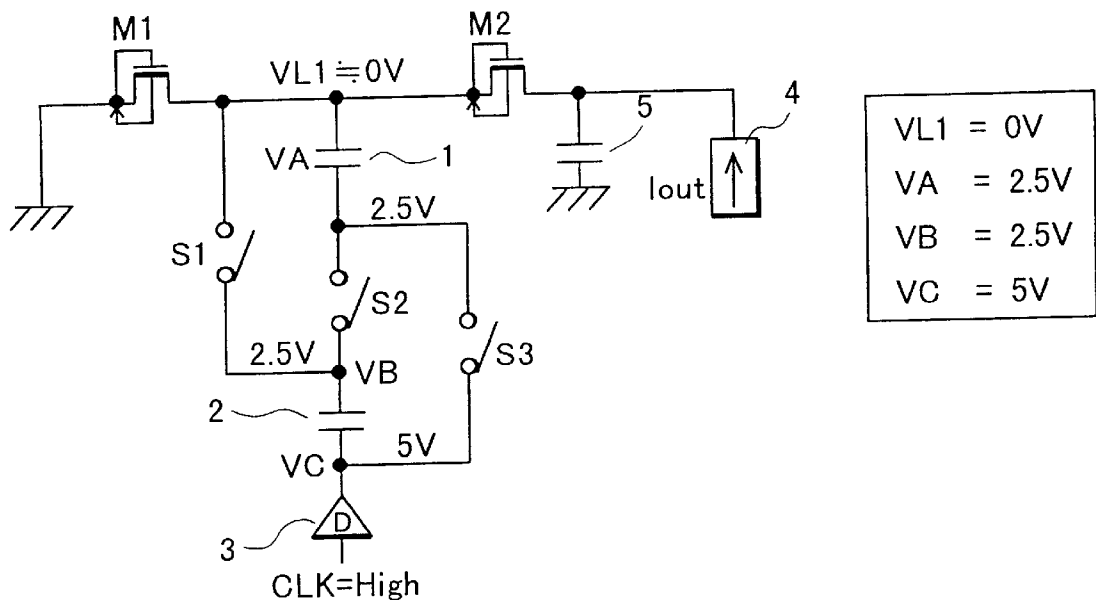 M1
M2
VL1≒0V
5
4
VA
1
Iout
2.5V
S1
S2
S3
2.5V
VB
2
5V
VC
3
D
CLK=High
VL1 = 0V
VA = 2.5V
VB = 2.5V
VC = 5V